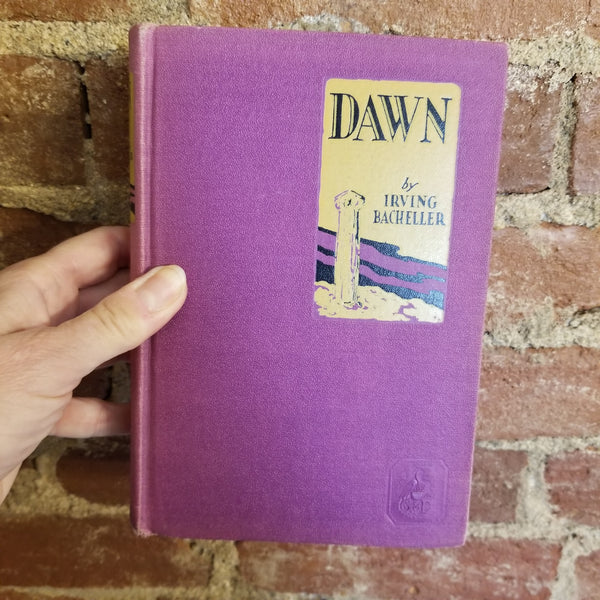 DAWN
by
IRVING
BACHELLER